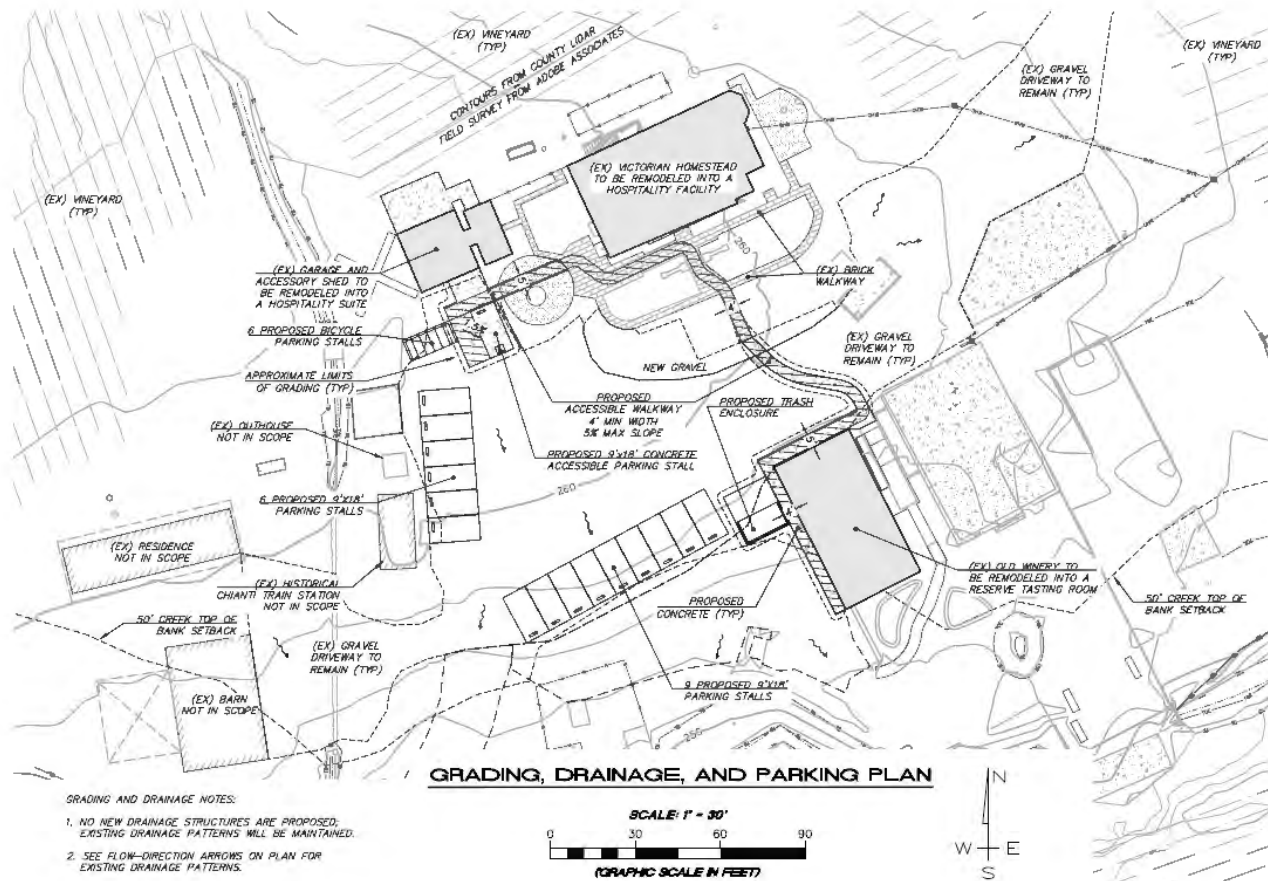 (EX) VINEYARD
(TYP)
CONTOURS FROM COUNTY LIDAR
FIELD SURVEY FROM ADOBE ASSOCIATES
(EX) VINEYARD
(TYP)
(EX) GRAVEL
DRIVEWAY TO
REMAIN (TYP)
(EX) VINEYARD
(TYP)
(EX) VICTORIAN HOMESTEAD
TO BE REMODELED INTO A
HOSPITALITY FACILITY
260
(EX) GARAGE AND
ACCESSORY SHED TO
BE REMODELED INTO
A HOSPITALITY SUITE
(EX) BRICK
WALKWAY
6 PROPOSED BICYCLE
PARKING STALLS
5%
5'
(EX) GRAVEL
DRIVEWAY TO
REMAIN (TYP)
APPROXIMATE LIMITS
OF GRADING (TYP)
NEW GRAVEL
PROPOSED
ACCESSIBLE WALKWAY
4' MIN WIDTH
5% MAX SLOPE
PROPOSED TRASH
ENCLOSURE
(EX) OUTHOUSE
NOT IN SCOPE
PROPOSED 9'x18' CONCRETE
ACCESSIBLE PARKING STALL
5'
260
6 PROPOSED 9'X18'
PARKING STALLS
(EX) RESIDENCE
NOT IN SCOPE
(EX) HISTORICAL
CHIANTI TRAIN STATION
NOT IN SCOPE
(EX) OLD WINERY TO
BE REMODELED INTO A
RESERVE TASTING ROOM
50' CREEK TOP OF
BANK SETBACK
PROPOSED
CONCRETE (TYP)
50' CREEK TOP OF
BANK SETBACK
(EX) GRAVEL
DRIVEWAY TO
REMAIN (TYP)
9 PROPOSED 9'X18'
PARKING STALLS
(EX) BARN
NOT IN SCOPE
255
GRADING, DRAINAGE, AND PARKING PLAN
GRADING AND DRAINAGE NOTES:
1. NO NEW DRAINAGE STRUCTURES ARE PROPOSED;
EXISTING DRAINAGE PATTERNS WILL BE MAINTAINED.
2. SEE FLOW-DIRECTION ARROWS ON PLAN FOR
EXISTING DRAINAGE PATTERNS.
SCALE: 1" = 30'
0 30 60 90
(GRAPHIC SCALE IN FEET)
N
W E
S